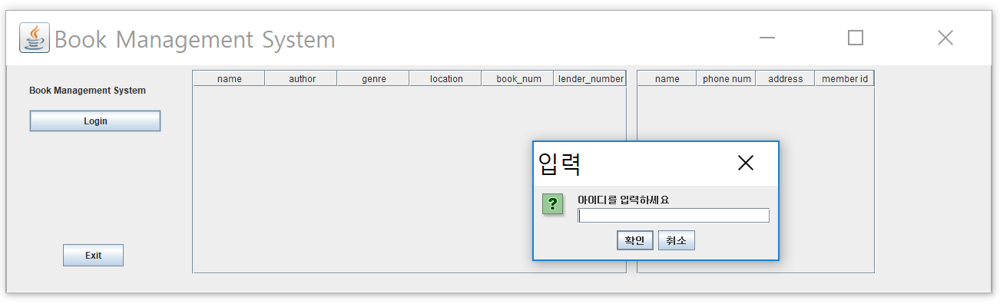 Book Management System
Book Management System
Login
Exit
name author genre location book_num lender_number
name phone num address member id
입력
?
아이디를 입력하세요
확인 취소